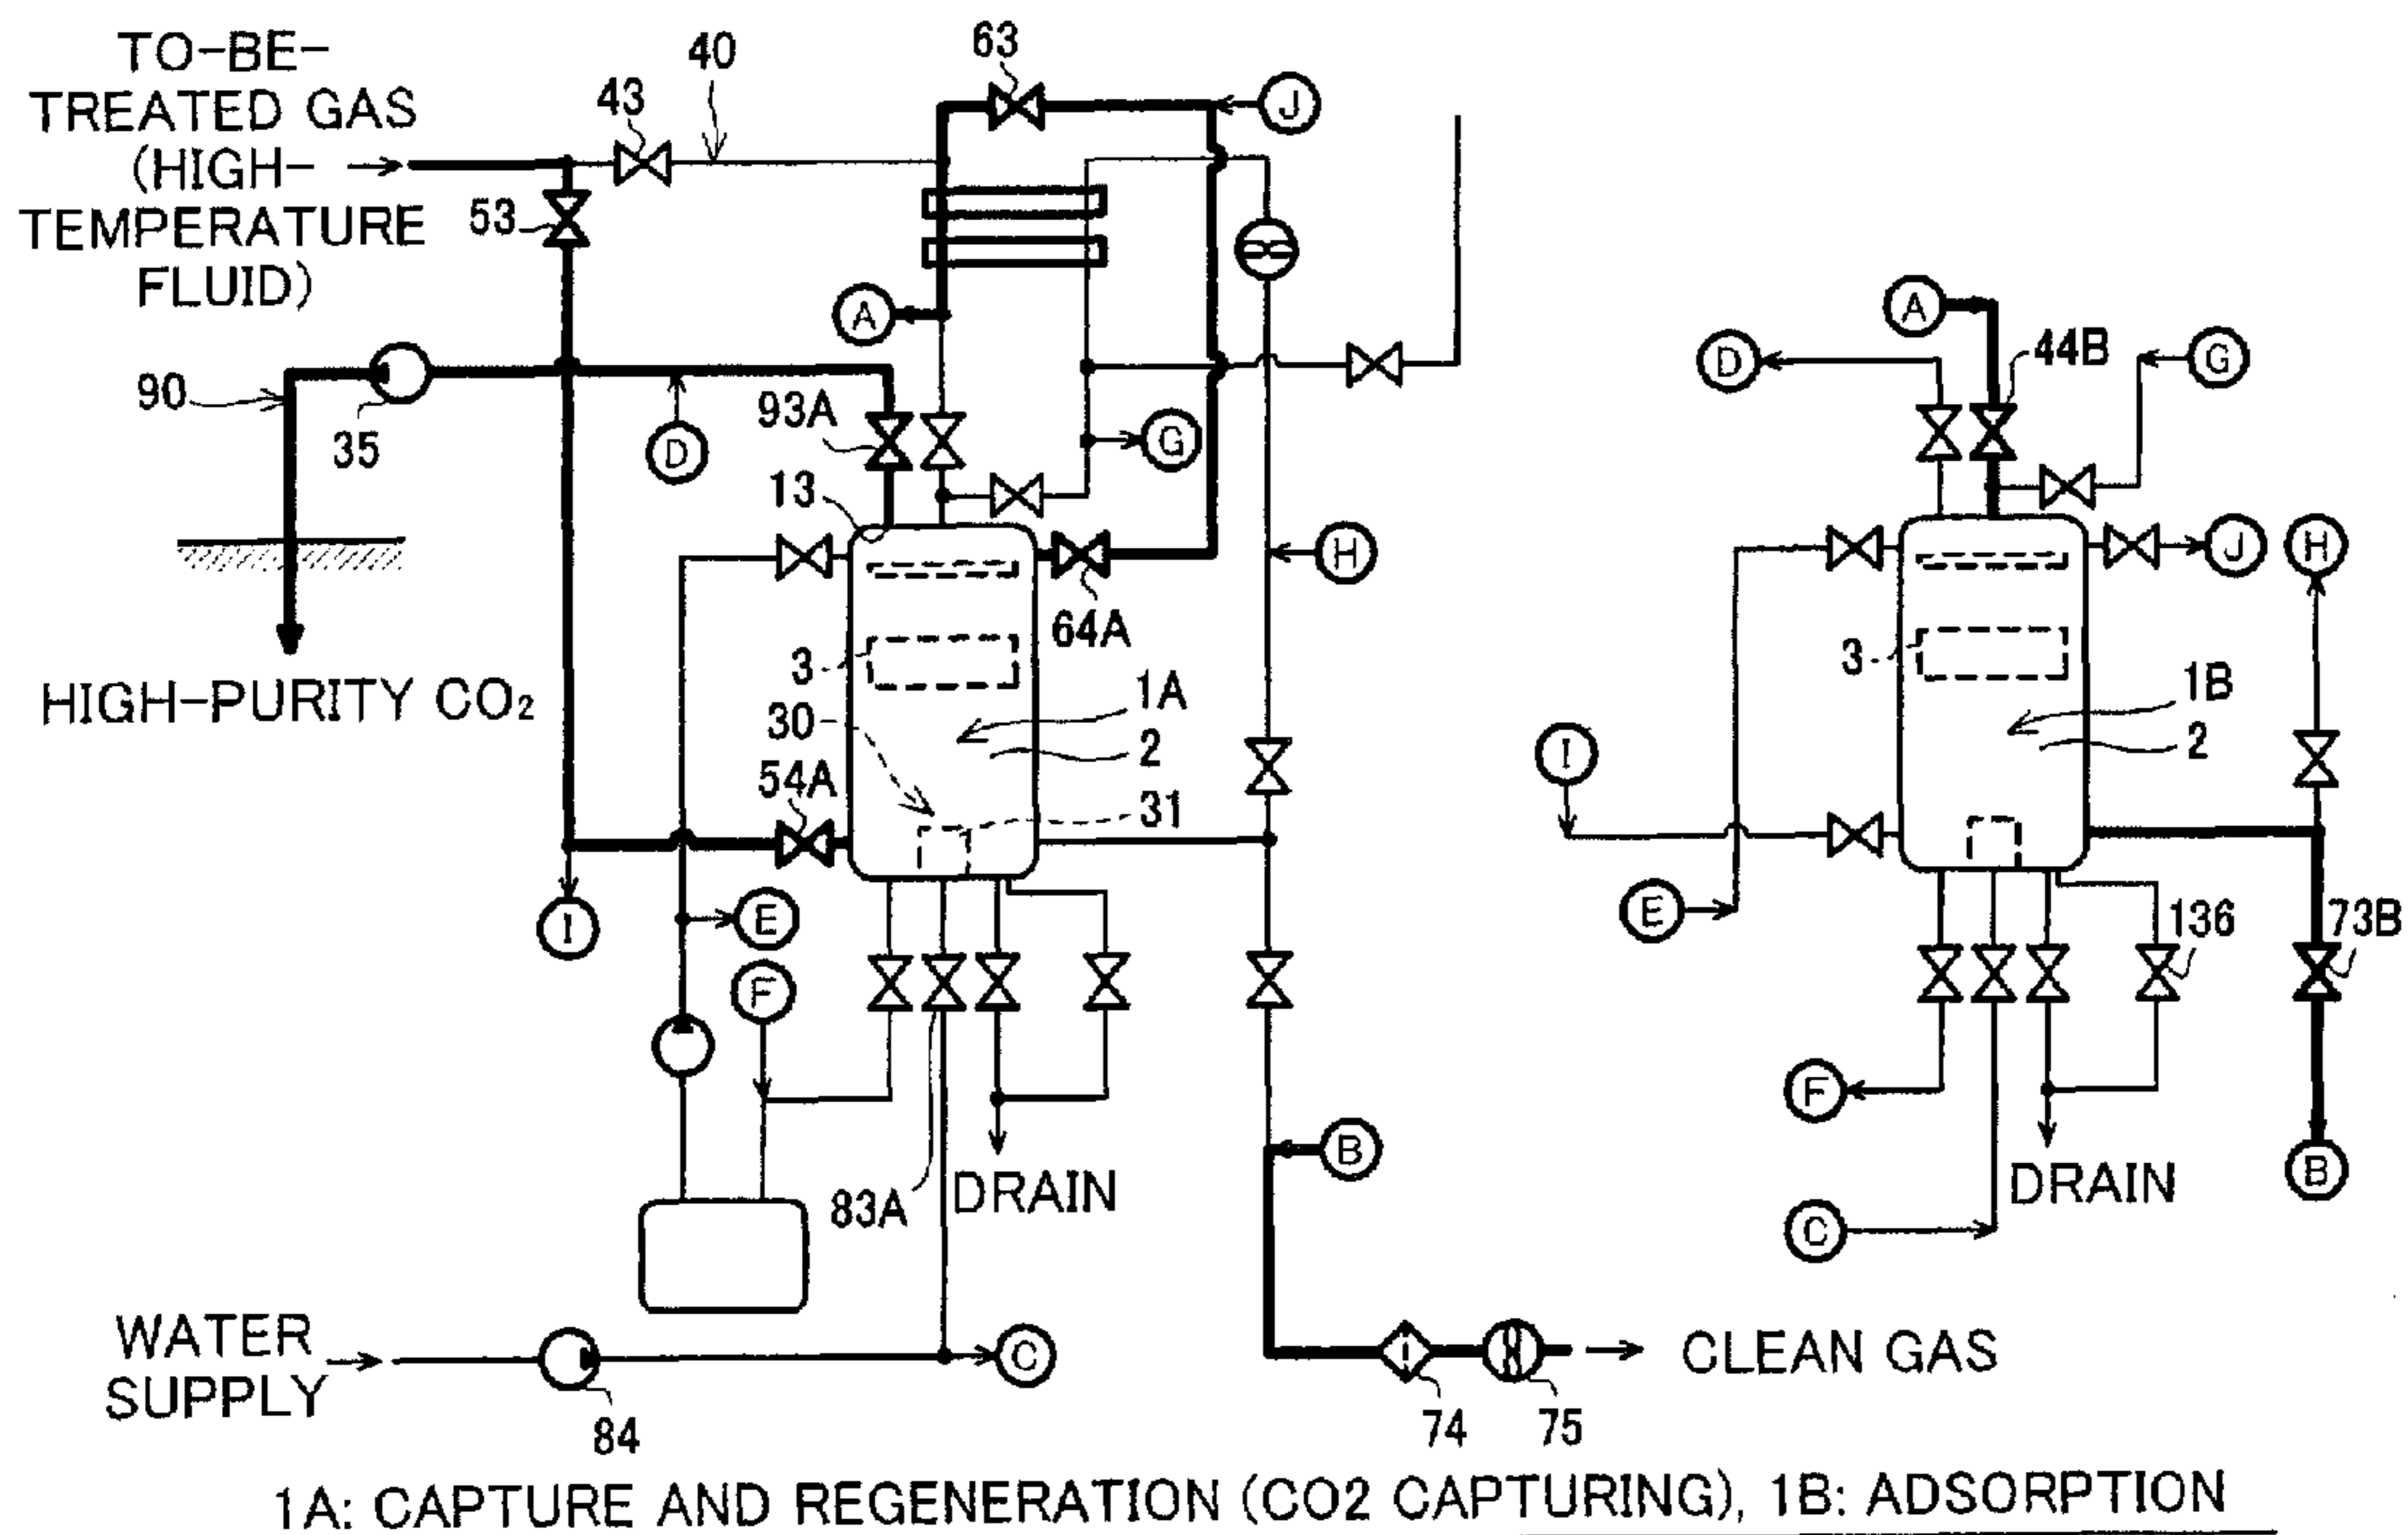 TO-BE-
TREATED GAS
(HIGH-
TEMPERATURE
FLUID)
43
40
63
J
53
A
90
35
D
93A
G
13
64A
H
HIGH-PURITY CO₂
3
30
1A
2
54A
31
I
E
F
83A
DRAIN
B
WATER
SUPPLY
84
C
74
75
CLEAN GAS
A
D
44B
G
J
H
3
1B
2
I
E
136
73B
F
DRAIN
B
C
1A: CAPTURE AND REGENERATION (CO2 CAPTURING), 1B: ADSORPTION